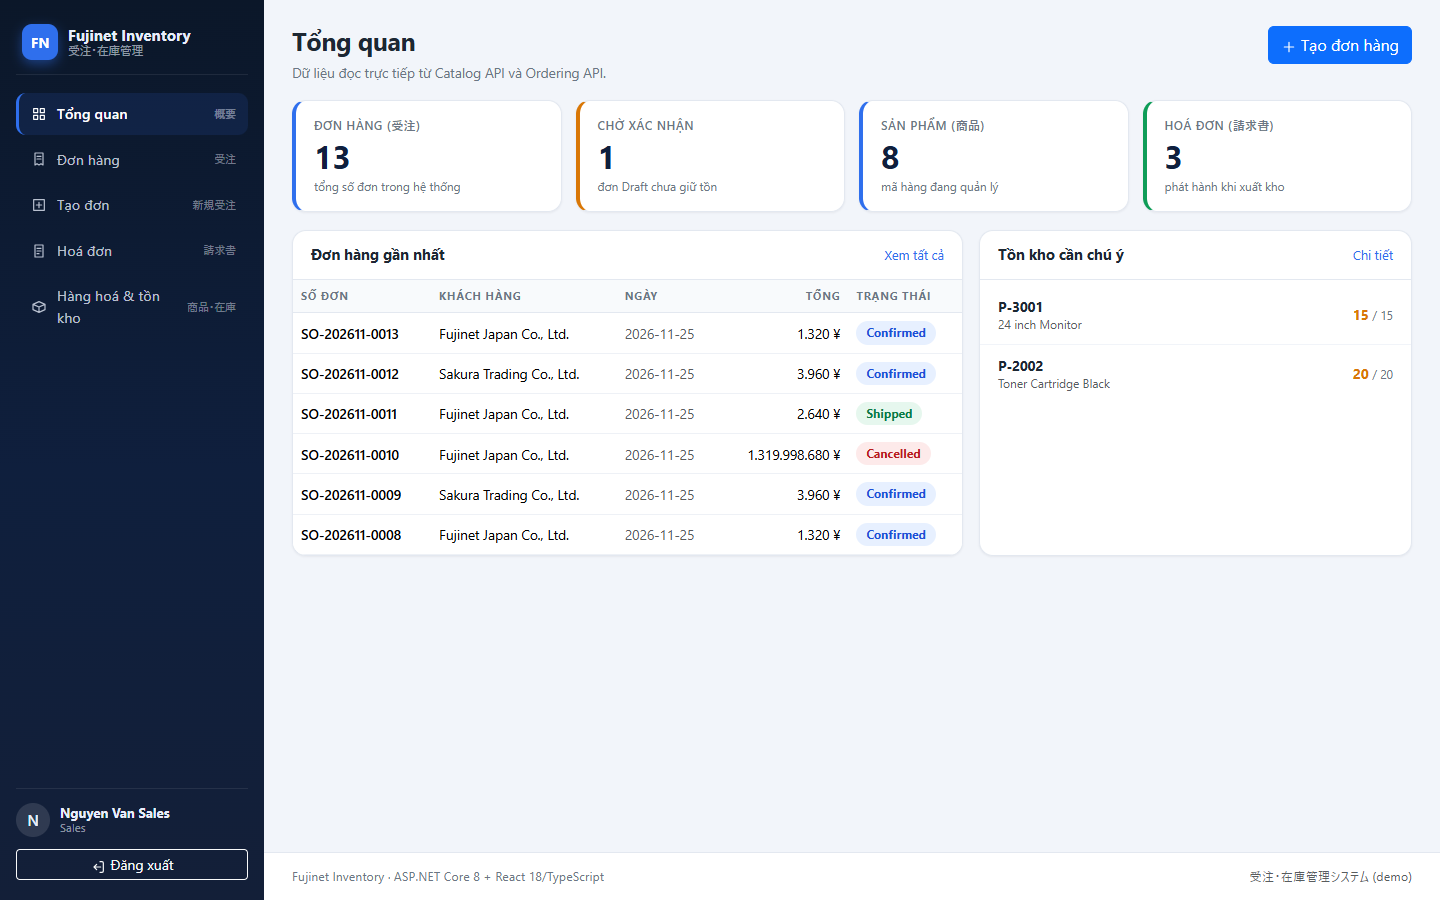 FN
Fujinet Inventory
受注・在庫管理
Tổng quan 概要
Đơn hàng 受注
Tạo đơn 新規受注
Hoá đơn 請求書
Hàng hoá & tồn kho 商品・在庫
N
Nguyen Van Sales
Sales
Đăng xuất
Tổng quan
Dữ liệu đọc trực tiếp từ Catalog API và Ordering API.
+ Tạo đơn hàng
ĐƠN HÀNG (受注)
13
tổng số đơn trong hệ thống
CHỜ XÁC NHẬN
1
đơn Draft chưa giữ tồn
SẢN PHẨM (商品)
8
mã hàng đang quản lý
HOÁ ĐƠN (請求書)
3
phát hành khi xuất kho
Đơn hàng gần nhất Xem tất cả
SỐ ĐƠN KHÁCH HÀNG NGÀY TỔNG TRẠNG THÁI
SO-202611-0013 Fujinet Japan Co., Ltd. 2026-11-25 1.320 ¥ Confirmed
SO-202611-0012 Sakura Trading Co., Ltd. 2026-11-25 3.960 ¥ Confirmed
SO-202611-0011 Fujinet Japan Co., Ltd. 2026-11-25 2.640 ¥ Shipped
SO-202611-0010 Fujinet Japan Co., Ltd. 2026-11-25 1.319.998.680 ¥ Cancelled
SO-202611-0009 Sakura Trading Co., Ltd. 2026-11-25 3.960 ¥ Confirmed
SO-202611-0008 Fujinet Japan Co., Ltd. 2026-11-25 1.320 ¥ Confirmed
Tồn kho cần chú ý Chi tiết
P-3001
24 inch Monitor
15 / 15
P-2002
Toner Cartridge Black
20 / 20
Fujinet Inventory · ASP.NET Core 8 + React 18/TypeScript
受注・在庫管理システム (demo)